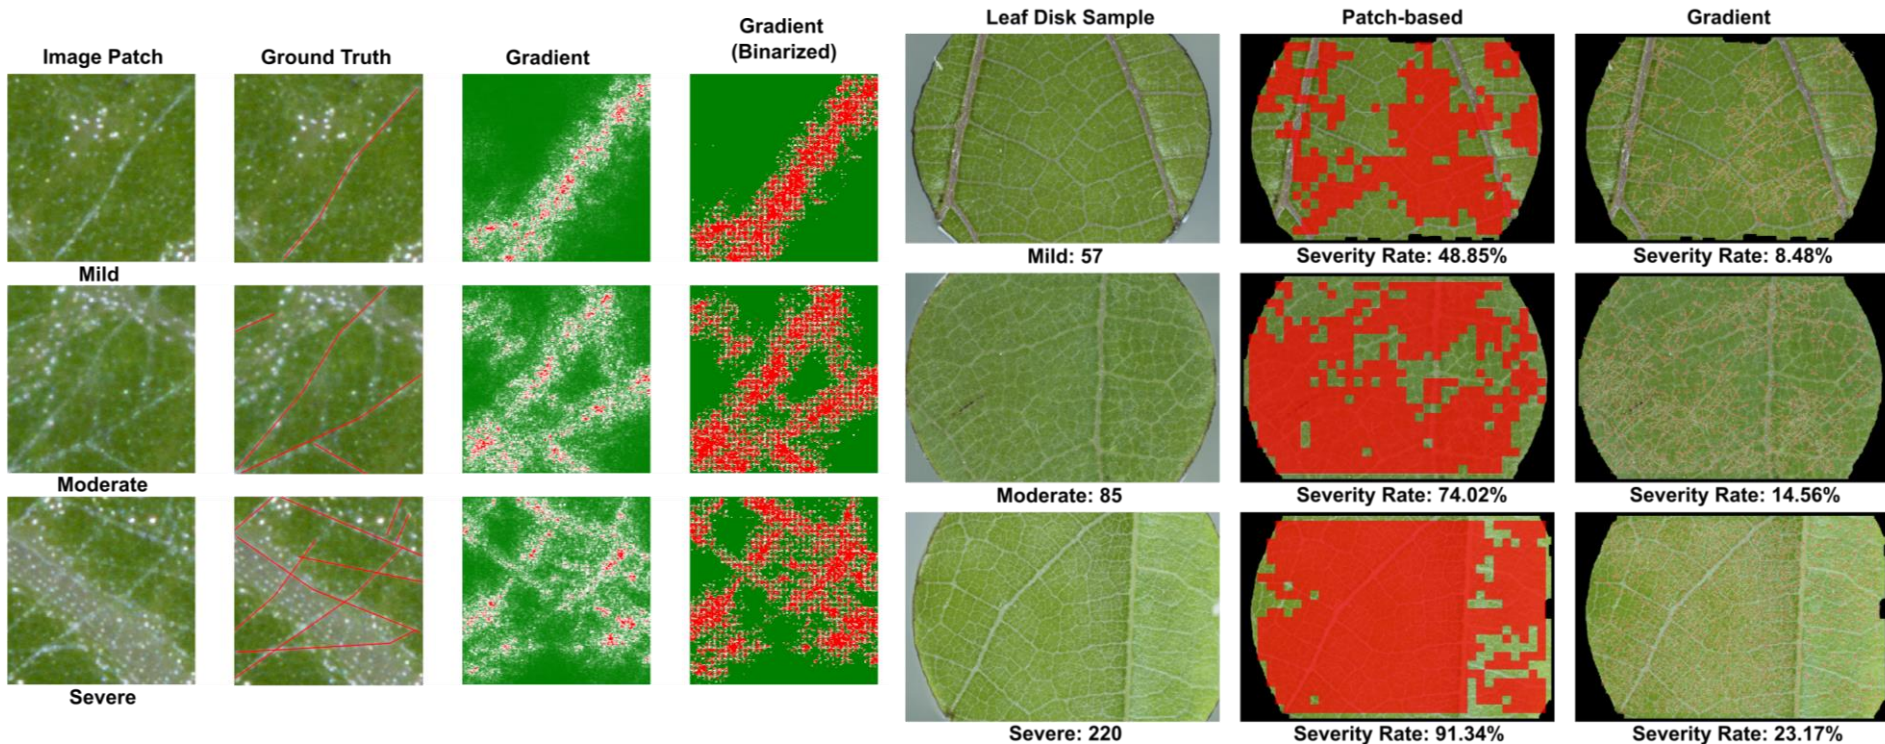 Image Patch
Ground Truth
Gradient
Gradient
(Binarized)
Mild
Moderate
Severe
Leaf Disk Sample
Patch-based
Gradient
Mild: 57
Severity Rate: 48.85%
Severity Rate: 8.48%
Moderate: 85
Severity Rate: 74.02%
Severity Rate: 14.56%
Severe: 220
Severity Rate: 91.34%
Severity Rate: 23.17%